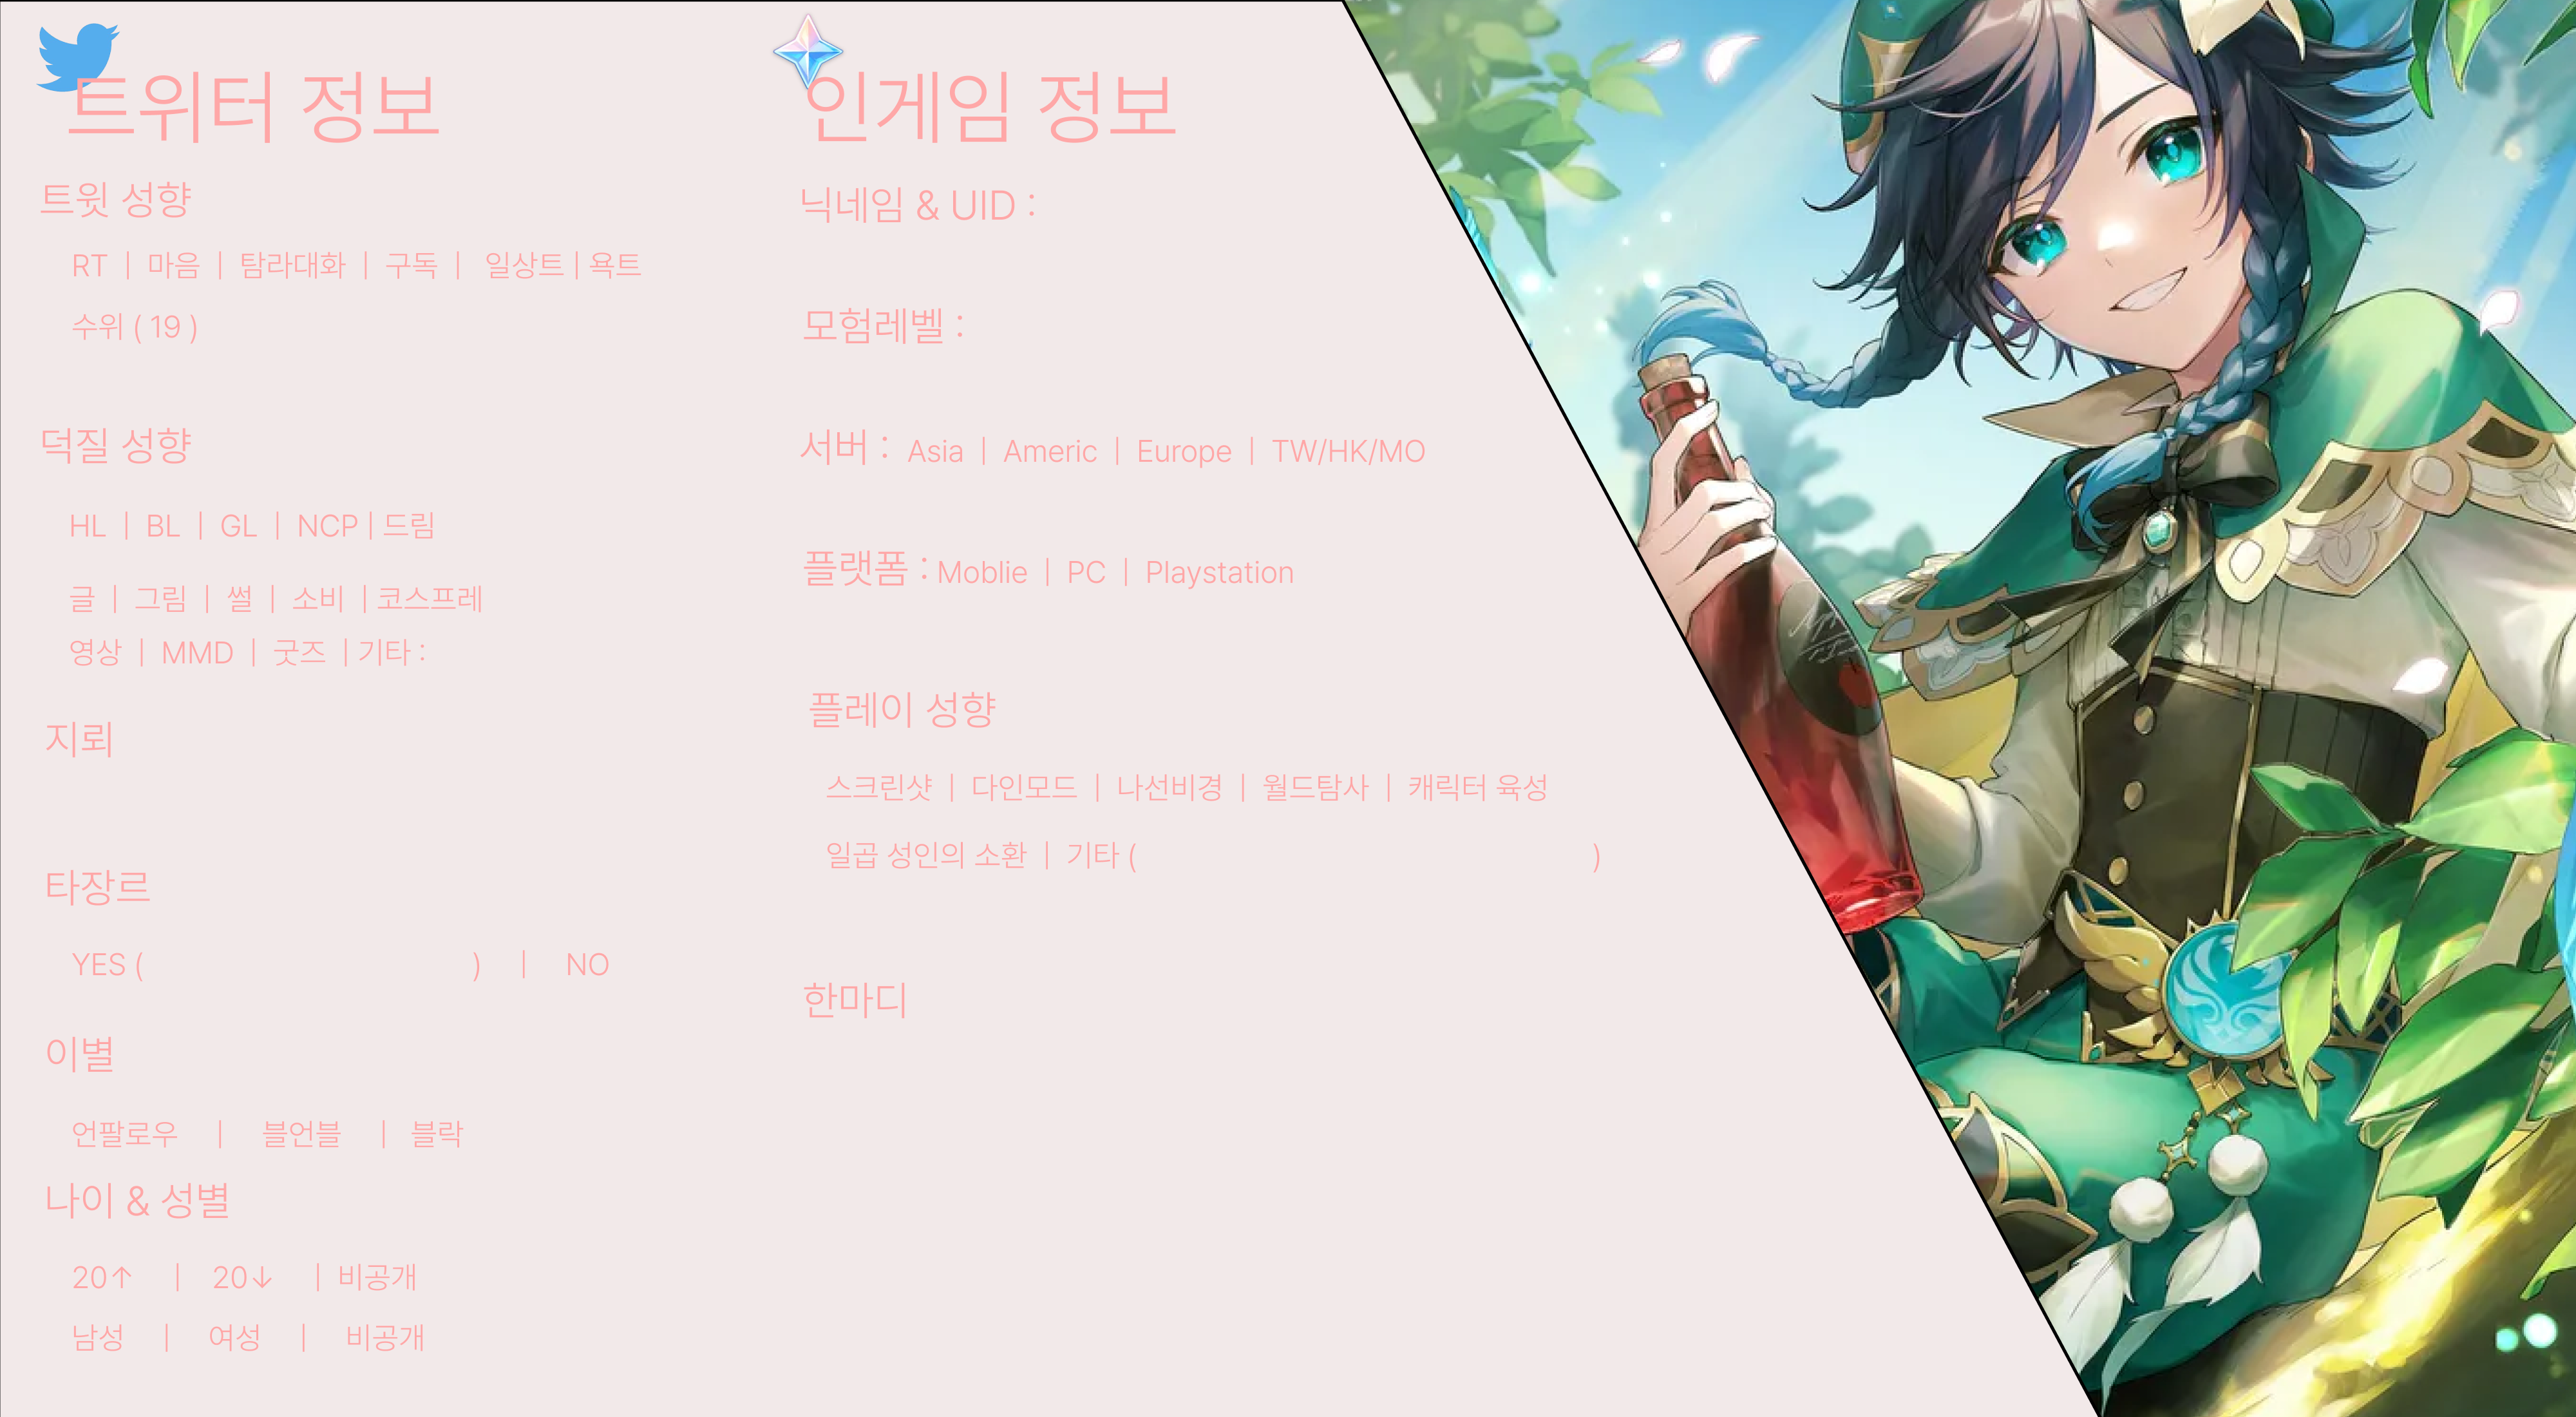 트위터 정보
트윗 성향
RT | 마음 | 탐라대화 | 구독 | 일상트 | 욕트
수위 ( 19 )
덕질 성향
HL | BL | GL | NCP | 드림
글 | 그림 | 썰 | 소비 | 코스프레
영상 | MMD | 굿즈 | 기타 :
지뢰
타장르
YES ( ) | NO
이별
언팔로우 | 블언블 | 블락
나이 & 성별
20↑ | 20↓ | 비공개
남성 | 여성 | 비공개
인게임 정보
닉네임 & UID :
모험레벨 :
서버 : Asia | Americ | Europe | TW/HK/MO
플랫폼 : Moblie | PC | Playstation
플레이 성향
스크린샷 | 다인모드 | 나선비경 | 월드탐사 | 캐릭터 육성
일곱 성인의 소환 | 기타 ( )
한마디